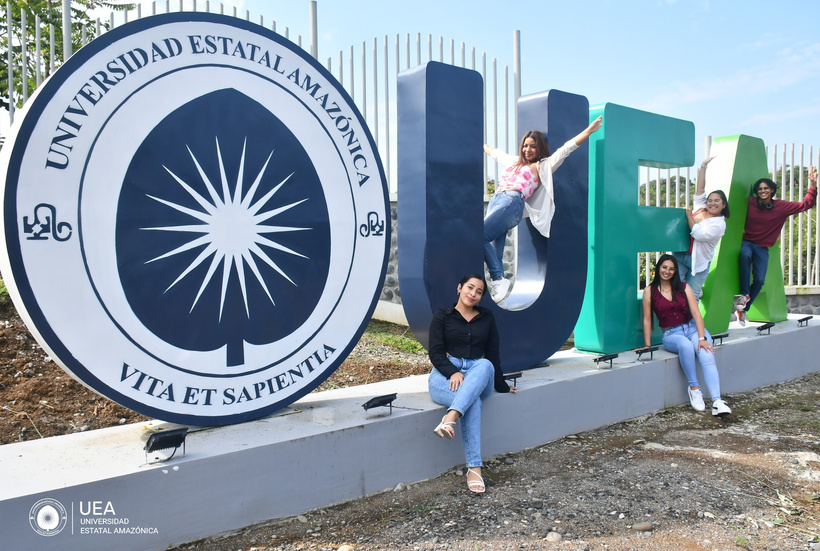 UNIVERSIDAD ESTATAL AMAZÓNICA
VITA ET SAPIENTIA
UEA
UEA
UNIVERSIDAD
ESTATAL AMAZÓNICA